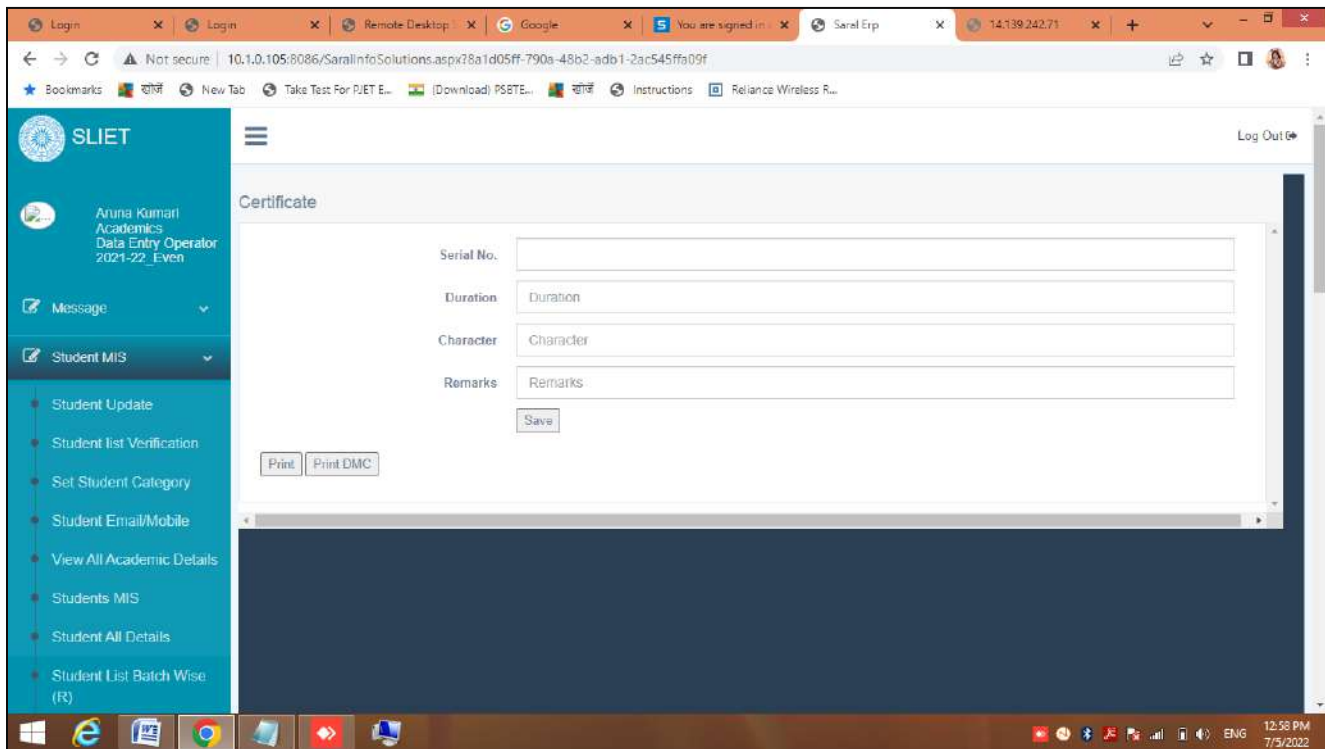 Login
Login
Remote Desktop
Google
You are signed in
Saral Erp
14.139.242.71
Not secure 10.1.0.105:8086/SaralInfoSolutions.aspx?8a1d05ff-790a-48b2-adb1-2ac545ffa09f
Bookmarks खोजें New Tab Take Test For PJET E... (Download) PSETE... खोजें Instructions Reliance Wireless R...
SLIET
Log Out
Aruna Kumari
Academics
Data Entry Operator
2021-22_Even
Message
Student MIS
Student Update
Student list Verification
Set Student Category
Student Email/Mobile
View All Academic Details
Students MIS
Student All Details
Student List Batch Wise
(R)
Certificate
Serial No.
Duration Duration
Character Character
Remarks Remarks
Save
Print Print DMC
ENG
12:58 PM
7/5/2022